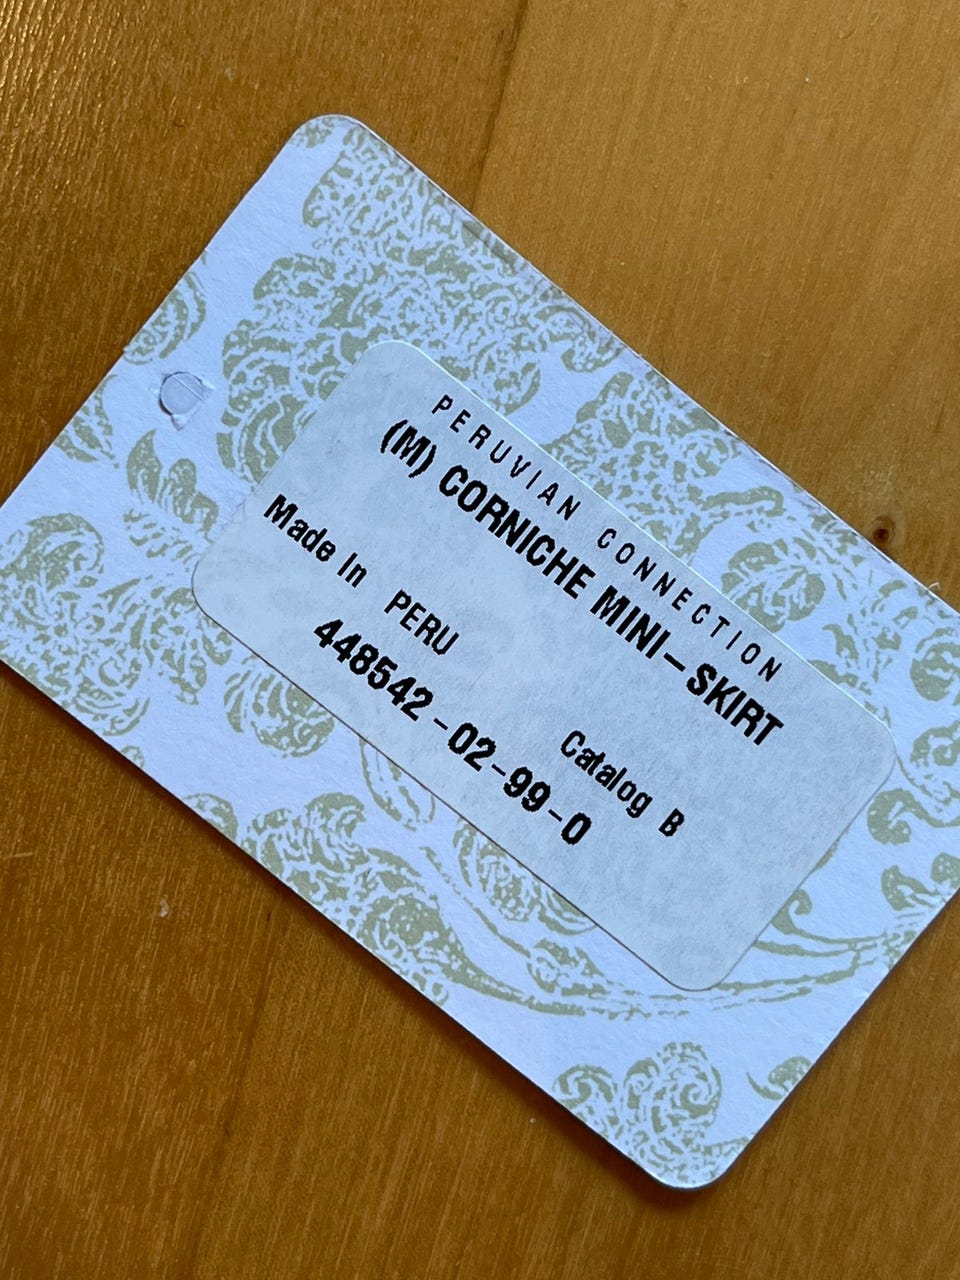 PERUVIAN CONNECTION
(M) CORNICHE MINI-SKIRT
Made In PERU
Catalog B
448542-02-99-0